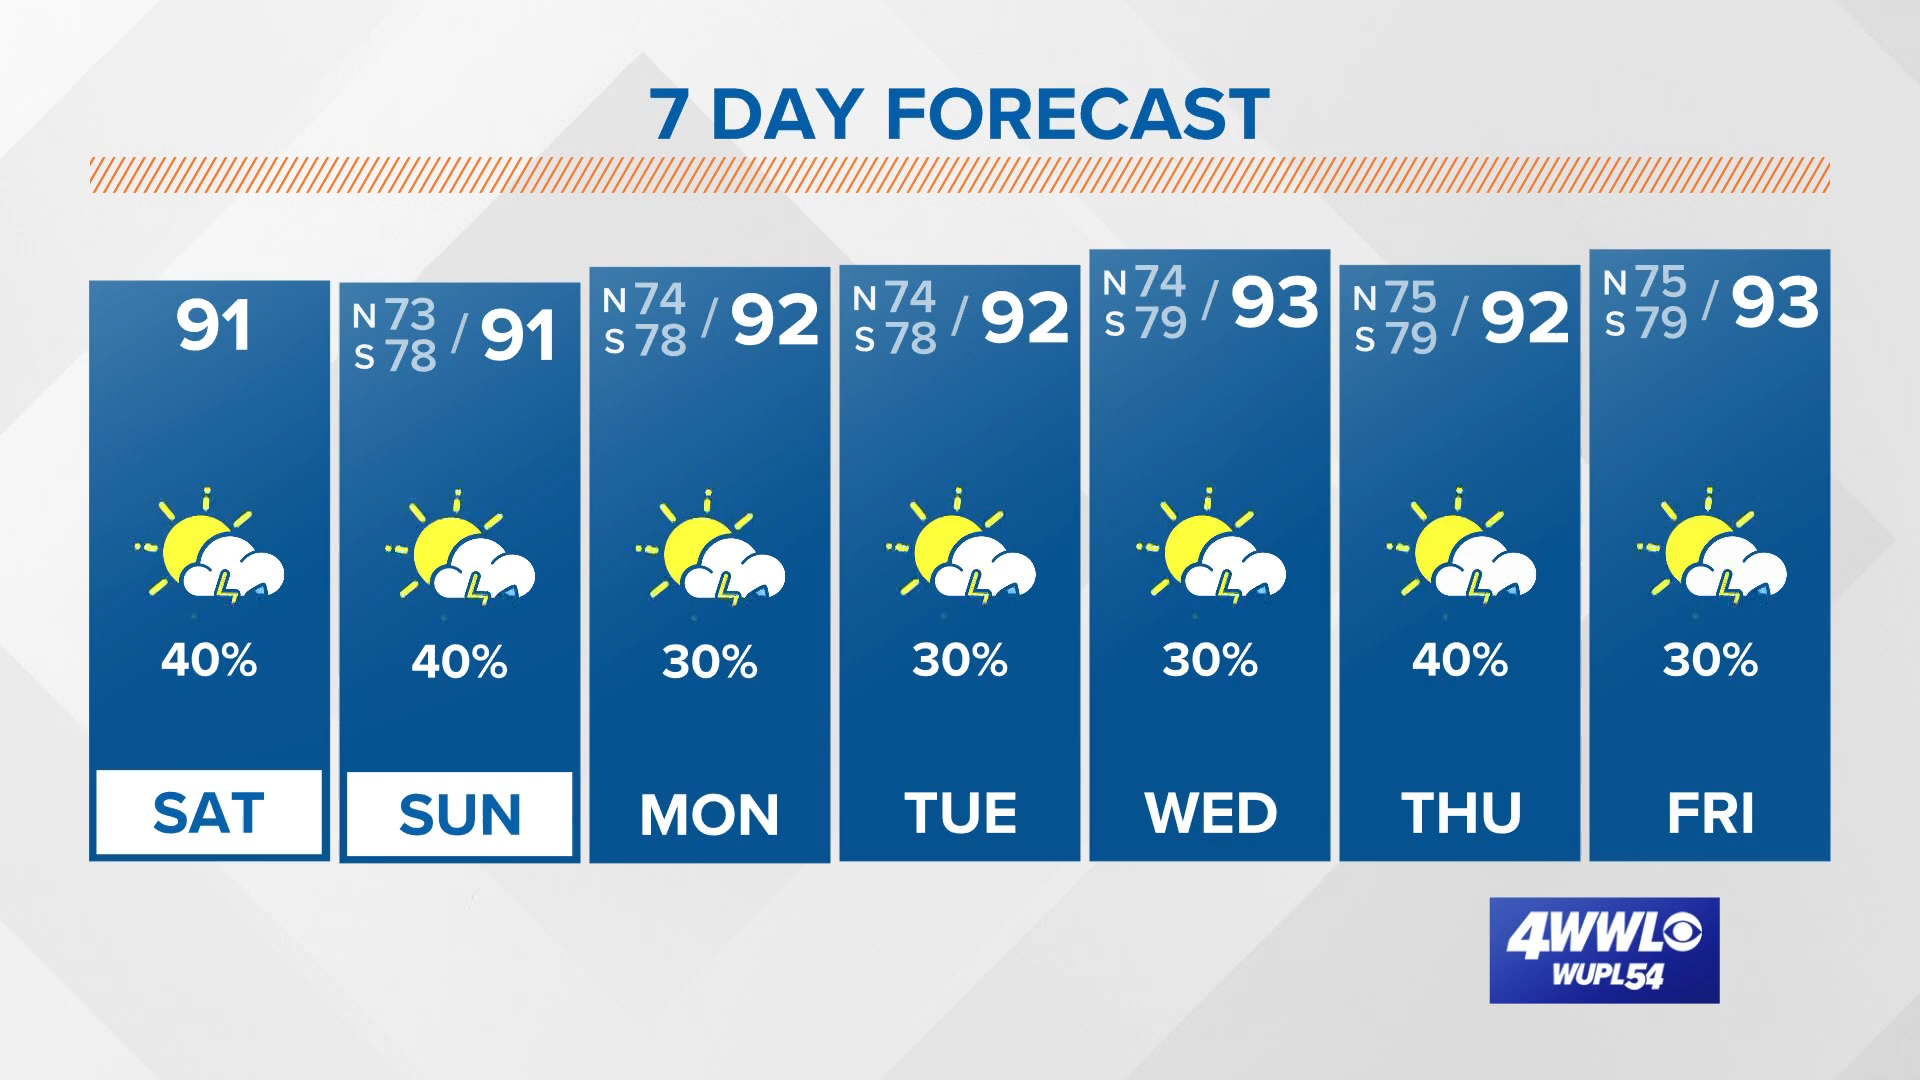 7 DAY FORECAST
91
40%
SAT
N 73
S 78
/ 91
40%
SUN
N 74
S 78
/ 92
30%
MON
N 74
S 78
/ 92
30%
TUE
N 74
S 79
/ 93
30%
WED
N 75
S 79
/ 92
40%
THU
N 75
S 79
/ 93
30%
FRI
4WWL
WUPL54